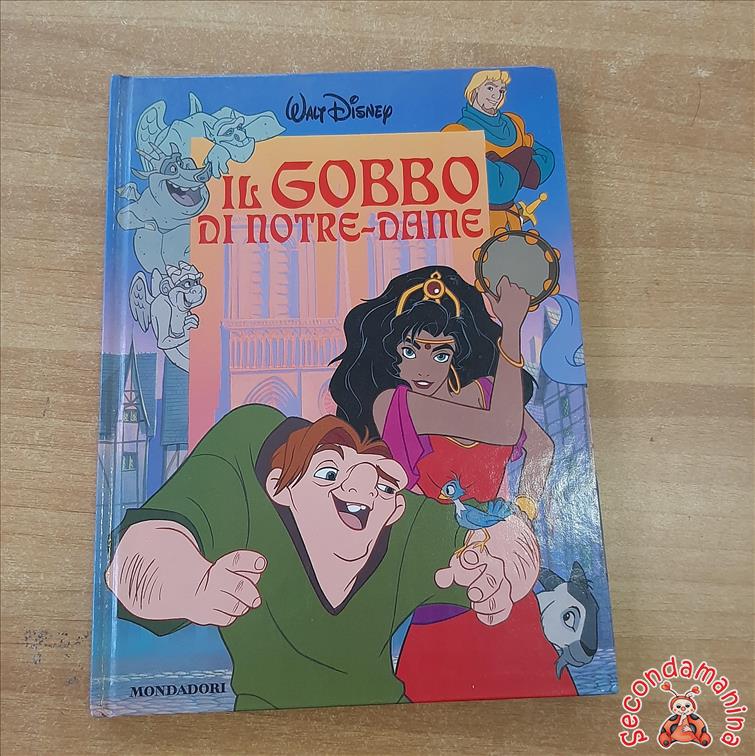 WALT DISNEY
IL GOBBO
DI NOTRE-DAME
MONDADORI
Secondamanina